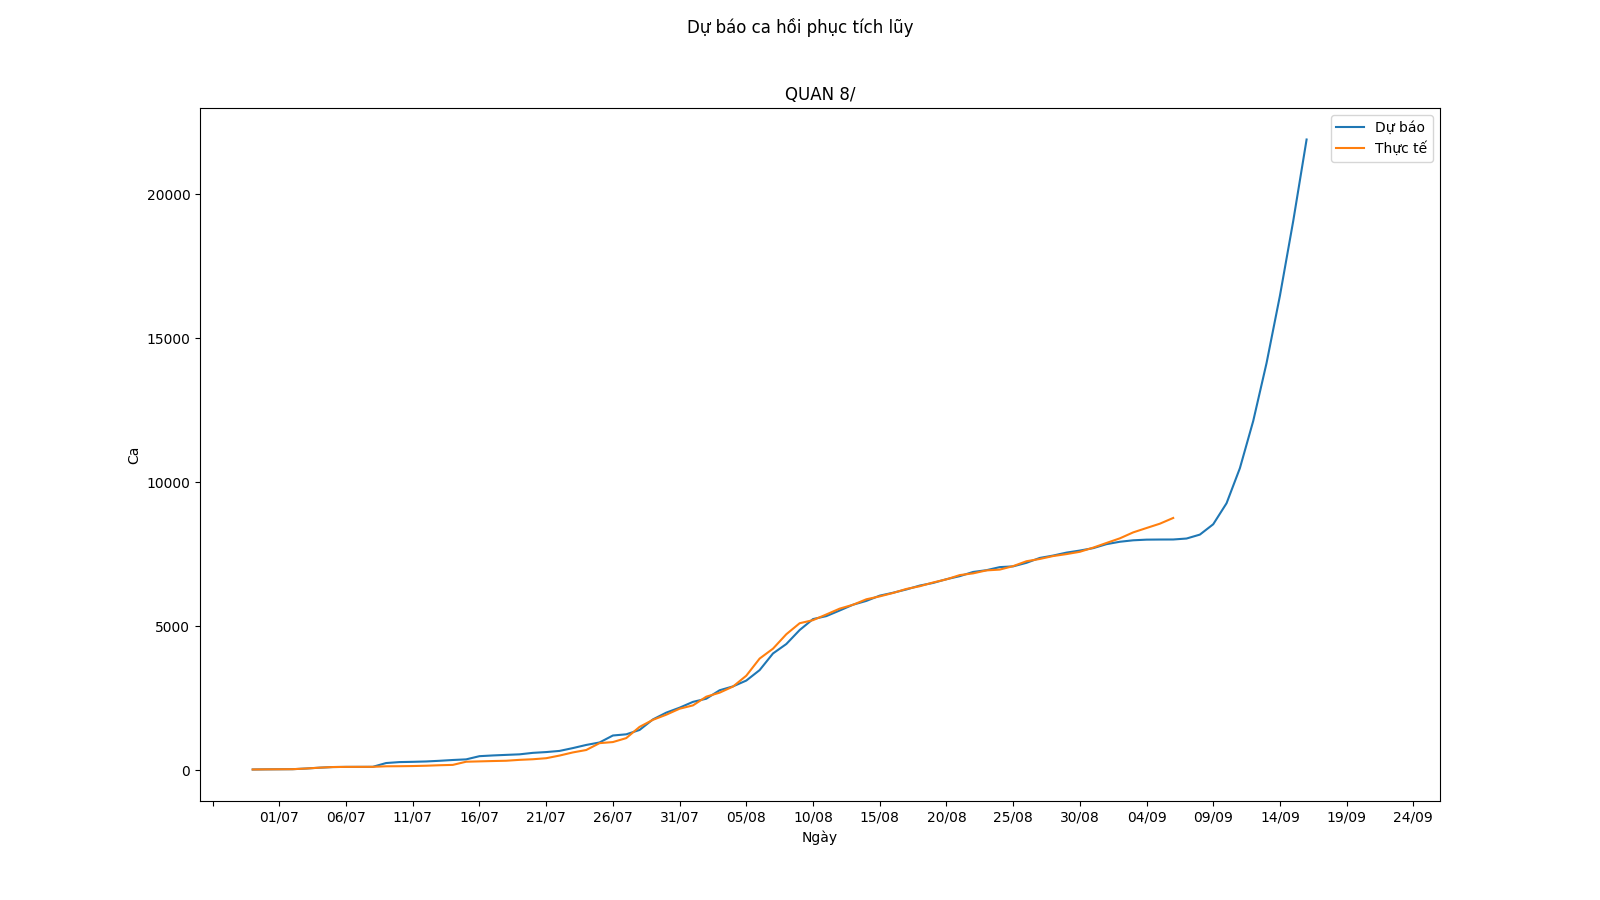 Dự báo ca hồi phục tích lũy
QUAN 8/
Dự báo
Thực tế
20000
15000
10000
5000
0
Ca
01/07 06/07 11/07 16/07 21/07 26/07 31/07 05/08 10/08 15/08 20/08 25/08 30/08 04/09 09/09 14/09 19/09 24/09
Ngày